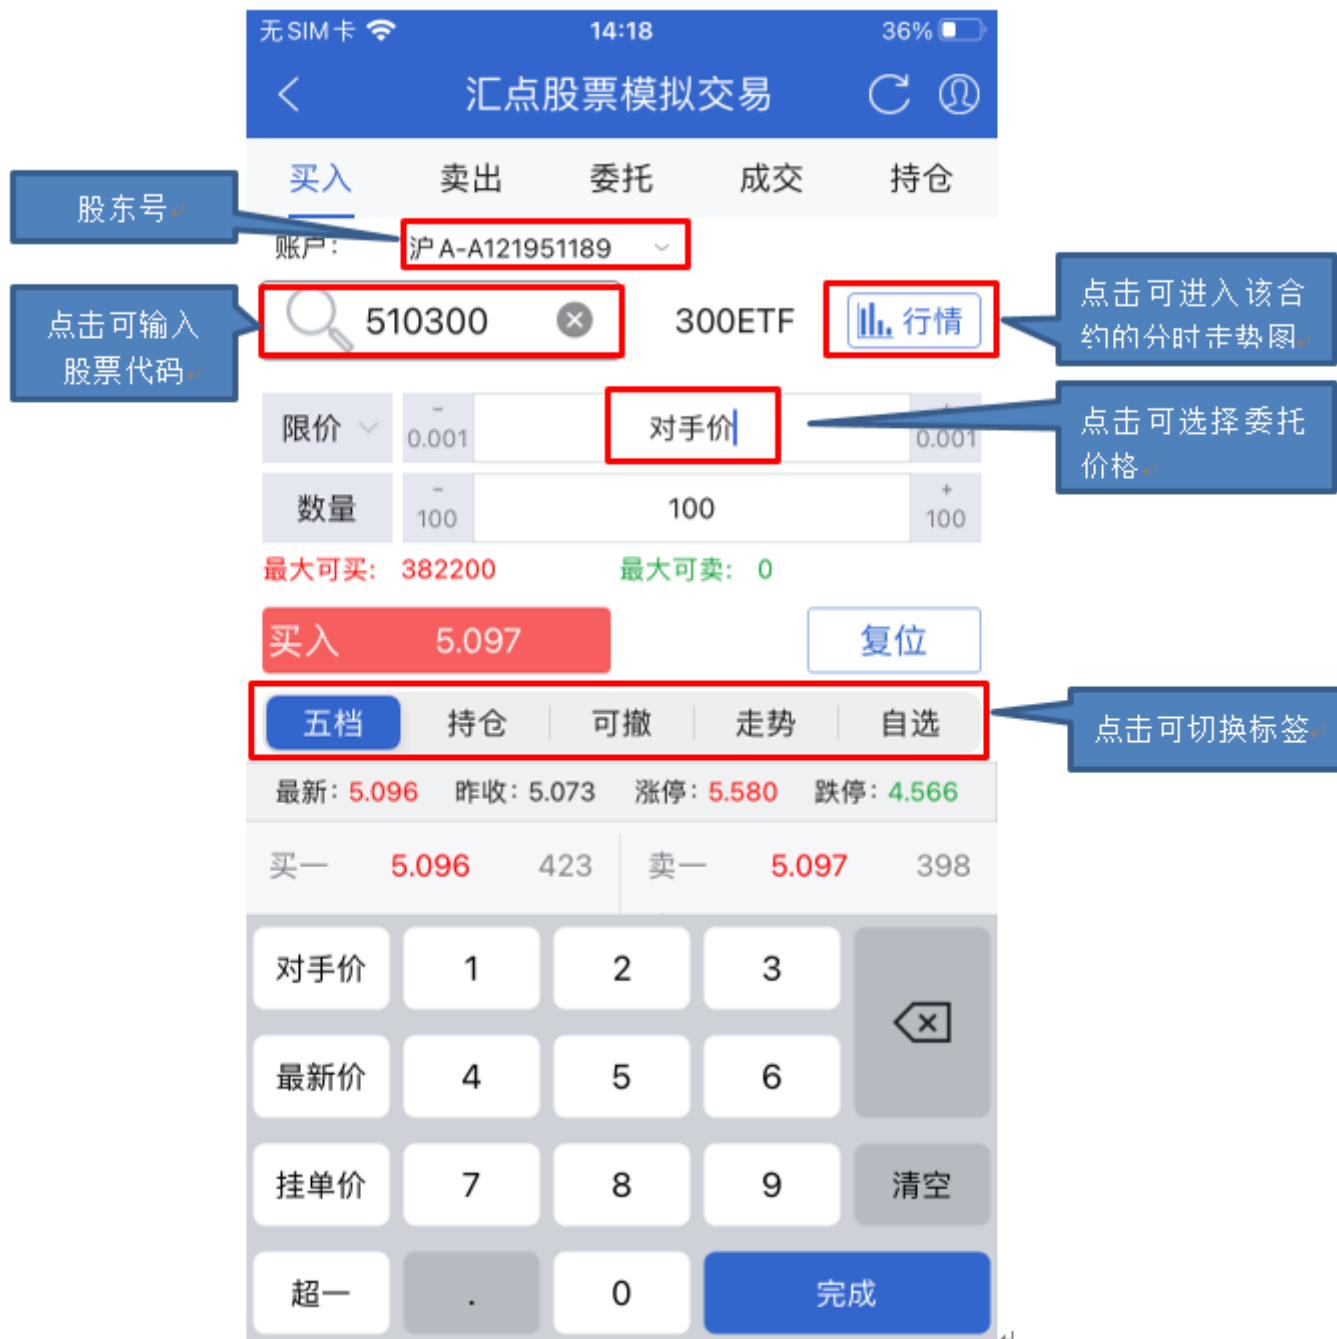 无SIM卡 14:18 36%
汇点股票模拟交易
买入 卖出 委托 成交 持仓
股东号
账户: 沪A-A121951189
点击可输入
股票代码
510300 300ETF 行情
点击可进入该合
约的分时走势图
限价 - 0.001 对手价 + 0.001
点击可选择委托
价格
数量 - 100 100 + 100
最大可买: 382200 最大可卖: 0
买入 5.097 复位
五档 持仓 可撤 走势 自选
点击可切换标签
最新: 5.096 昨收: 5.073 涨停: 5.580 跌停: 4.566
买一 5.096 423 卖一 5.097 398
对手价 1 2 3
最新价 4 5 6
挂单价 7 8 9 清空
超一 . 0 完成